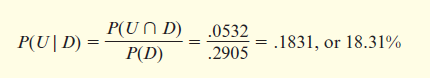 P(U | D) = P(U ∩ D) / P(D) = .0532 / .2905 = .1831, or 18.31%